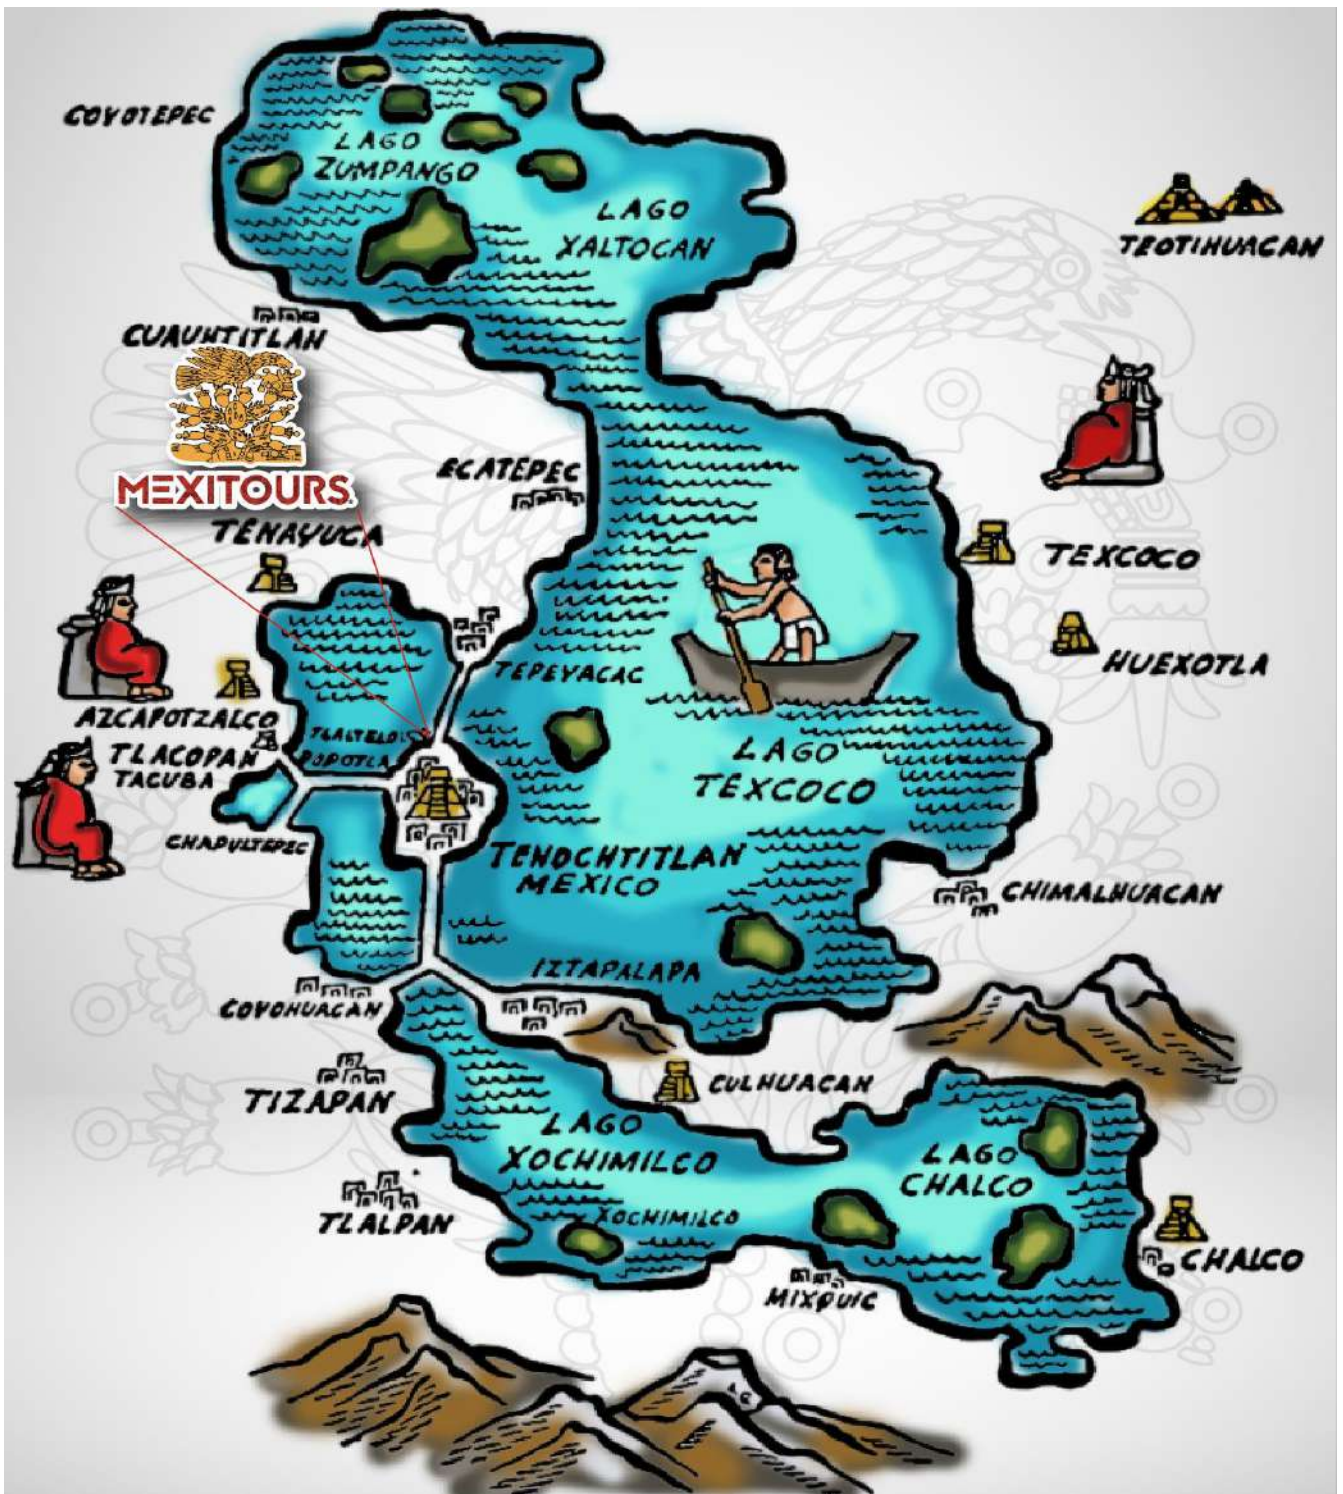 COYOTEPEC
LAGO
ZUMPANGO
LAGO
XALTOCAN
TEOTIHUACAN
CUAUHTITLAN
MEXITOURS
ECATEPEC
TENAYUCA
TEXCOCO
HUEXOTLA
TEPEYACAC
AZCAPOTZALCO
TLACOPAN
TACUBA
POPOTLA
LAGO
TEXCOCO
CHAPULTEPEC
TENOCHTITLAN
MEXICO
CHIMALHUACAN
IZTAPALAPA
COYOHUACAN
TIZAPAN
CULHUACAN
LAGO
XOCHIMILCO
LAGO
CHALCO
TLALPAN
XOCHIMILCO
CHALCO
MIXQUIC